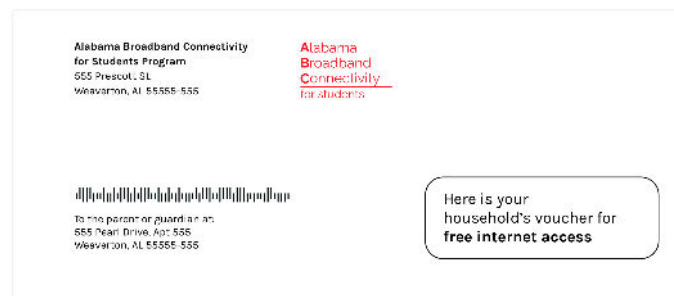 Alabama Broadband Connectivity
for Students Program
555 Prescott St.
Weaverton, AL 55555-555
Alabama
Broadband
Connectivity
for students
To the parent or guardian at:
555 Pearl Drive, Apt 555
Weaverton, AL 55555-555
Here is your
household's voucher for
free internet access